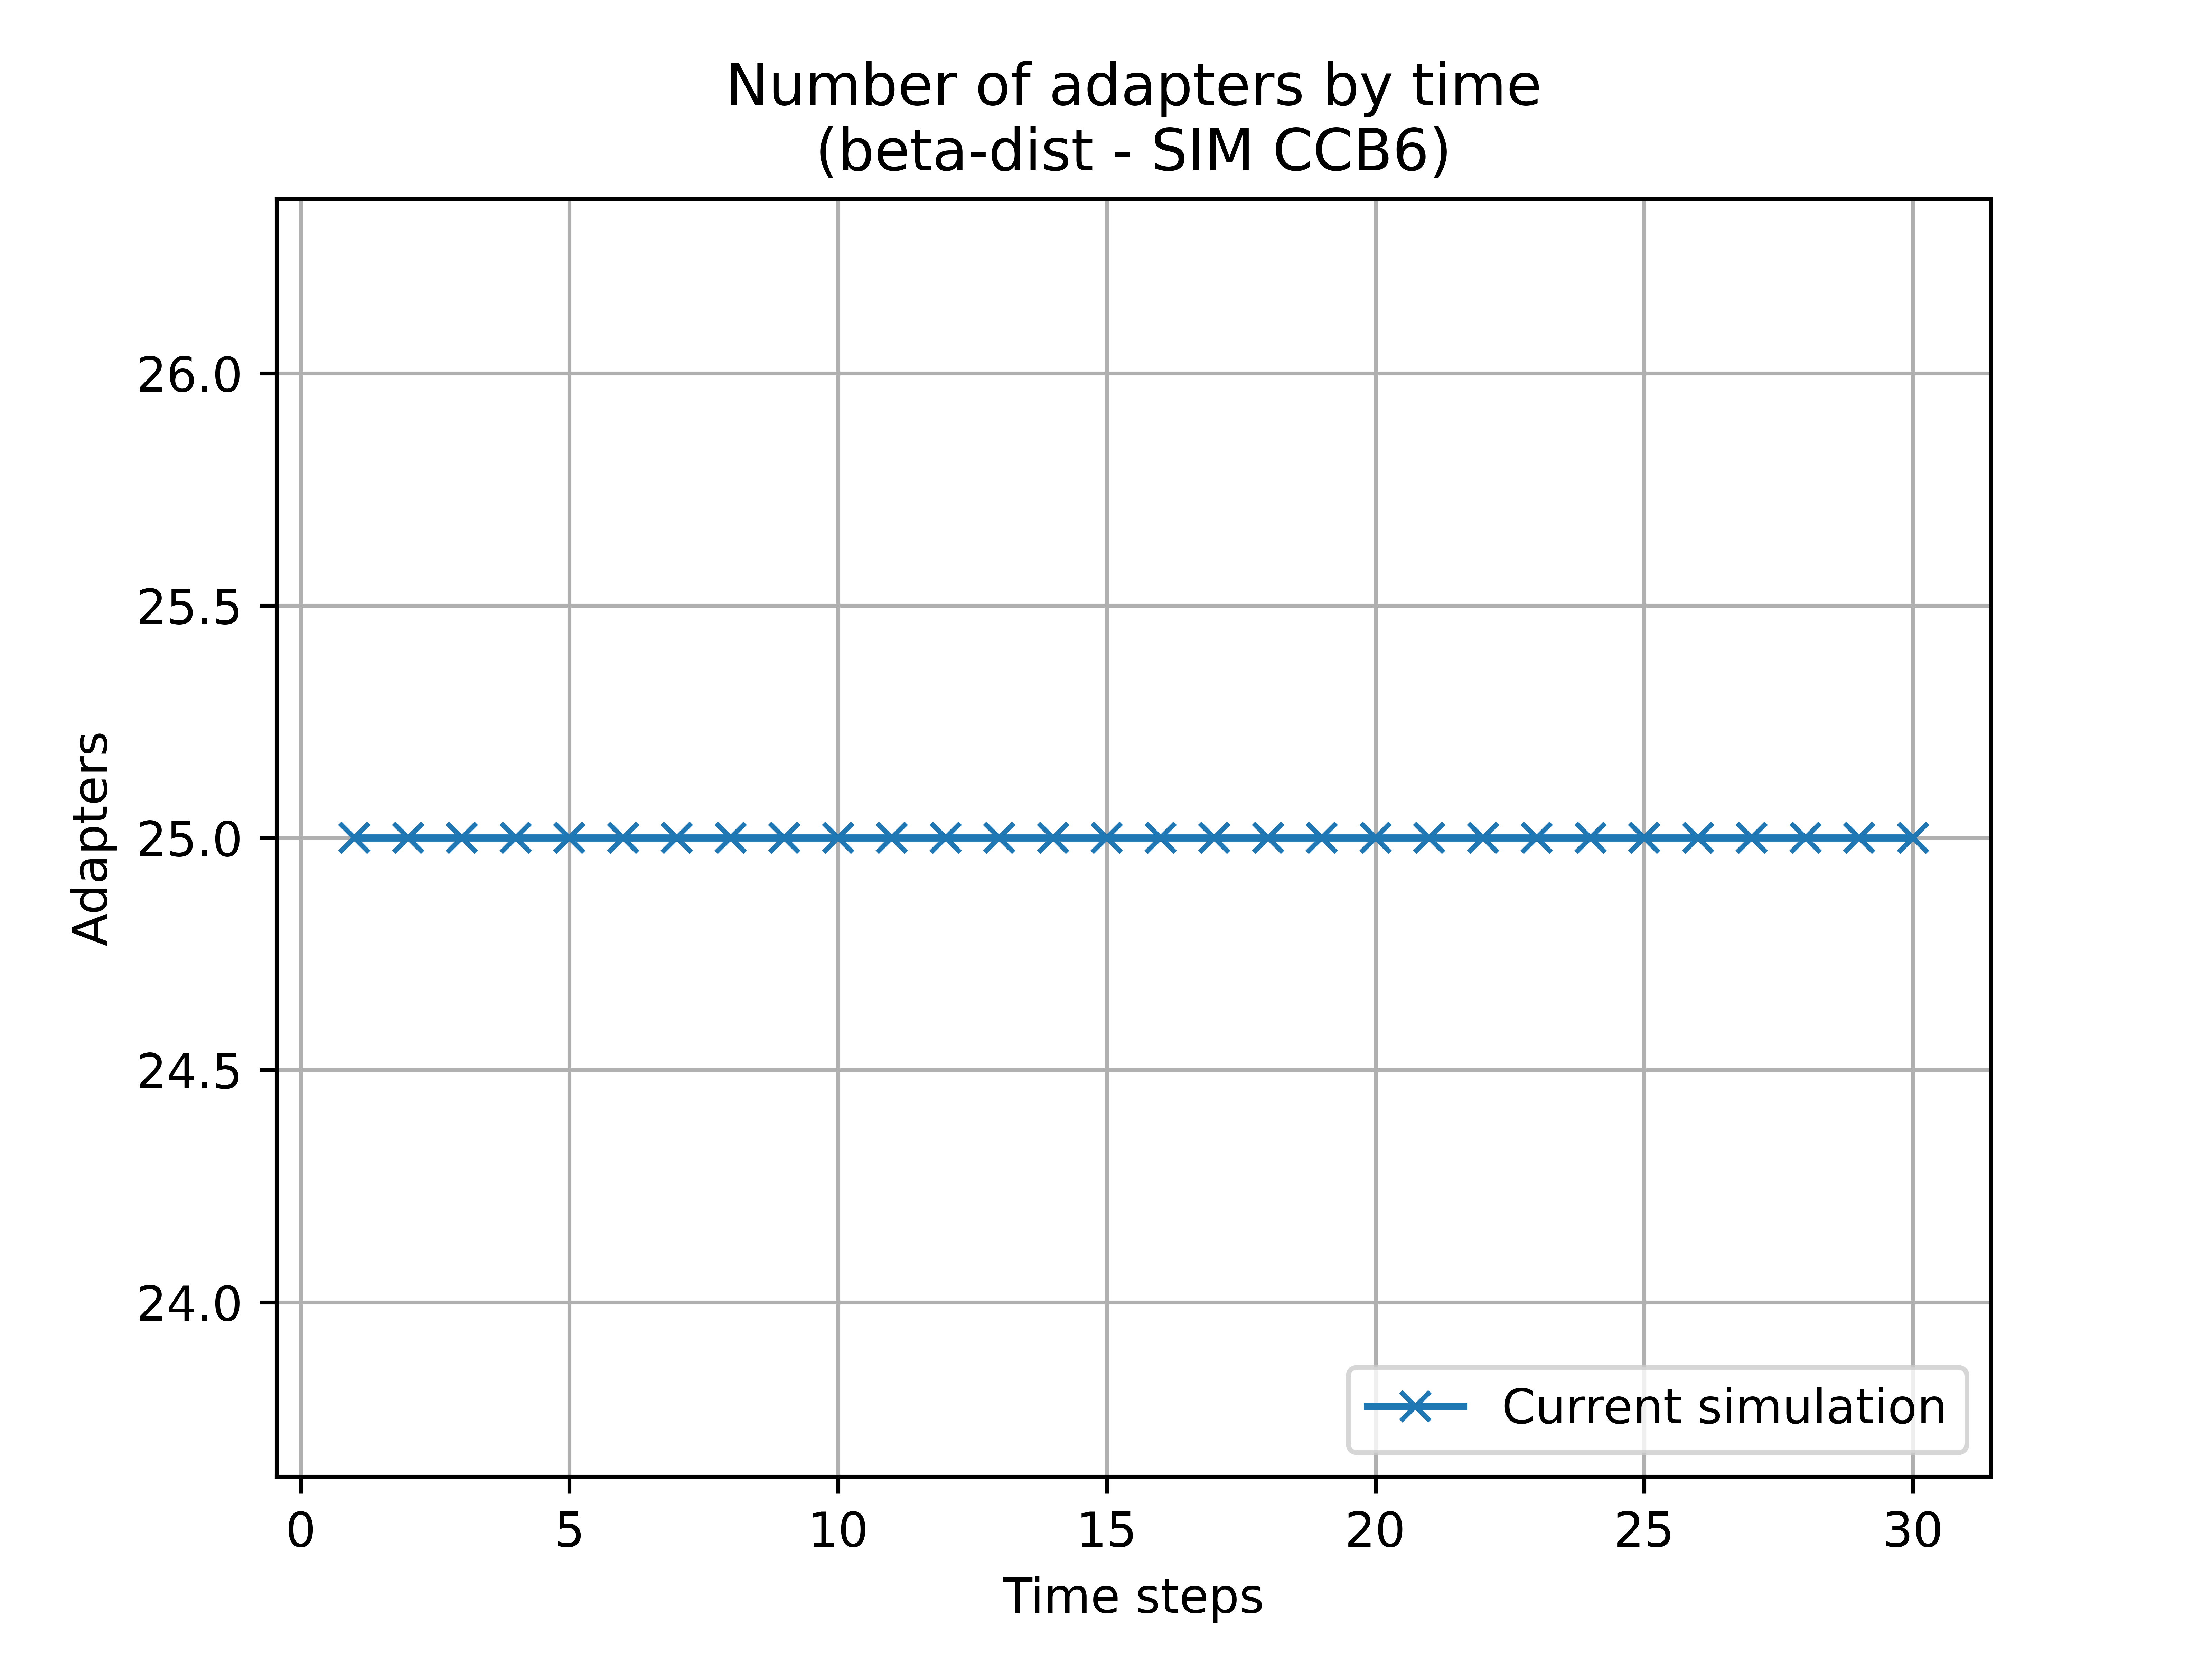 Number of adapters by time
(beta-dist - SIM CCB6)
26.0
25.5
25.0
24.5
24.0
Adapters
Current simulation
0 5 10 15 20 25 30
Time steps